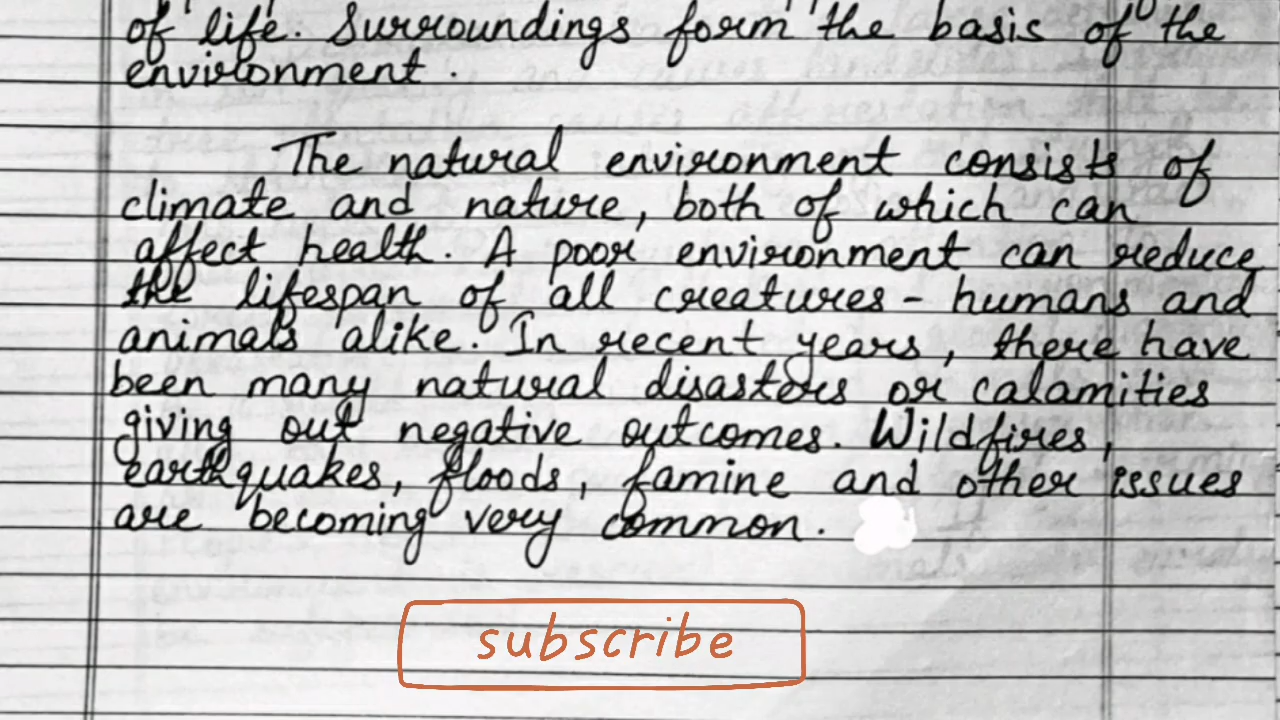 of life. Surroundings form the basis of the
environment.
The natural environment consists of
climate and nature, both of which can
affect health. A poor environment can reduce
the lifespan of all creatures - humans and
animals alike. In recent years, there have
been many natural disasters or calamities
giving out negative outcomes. Wildfires,
earthquakes, floods, famine and other issues
are becoming very common.
subscribe